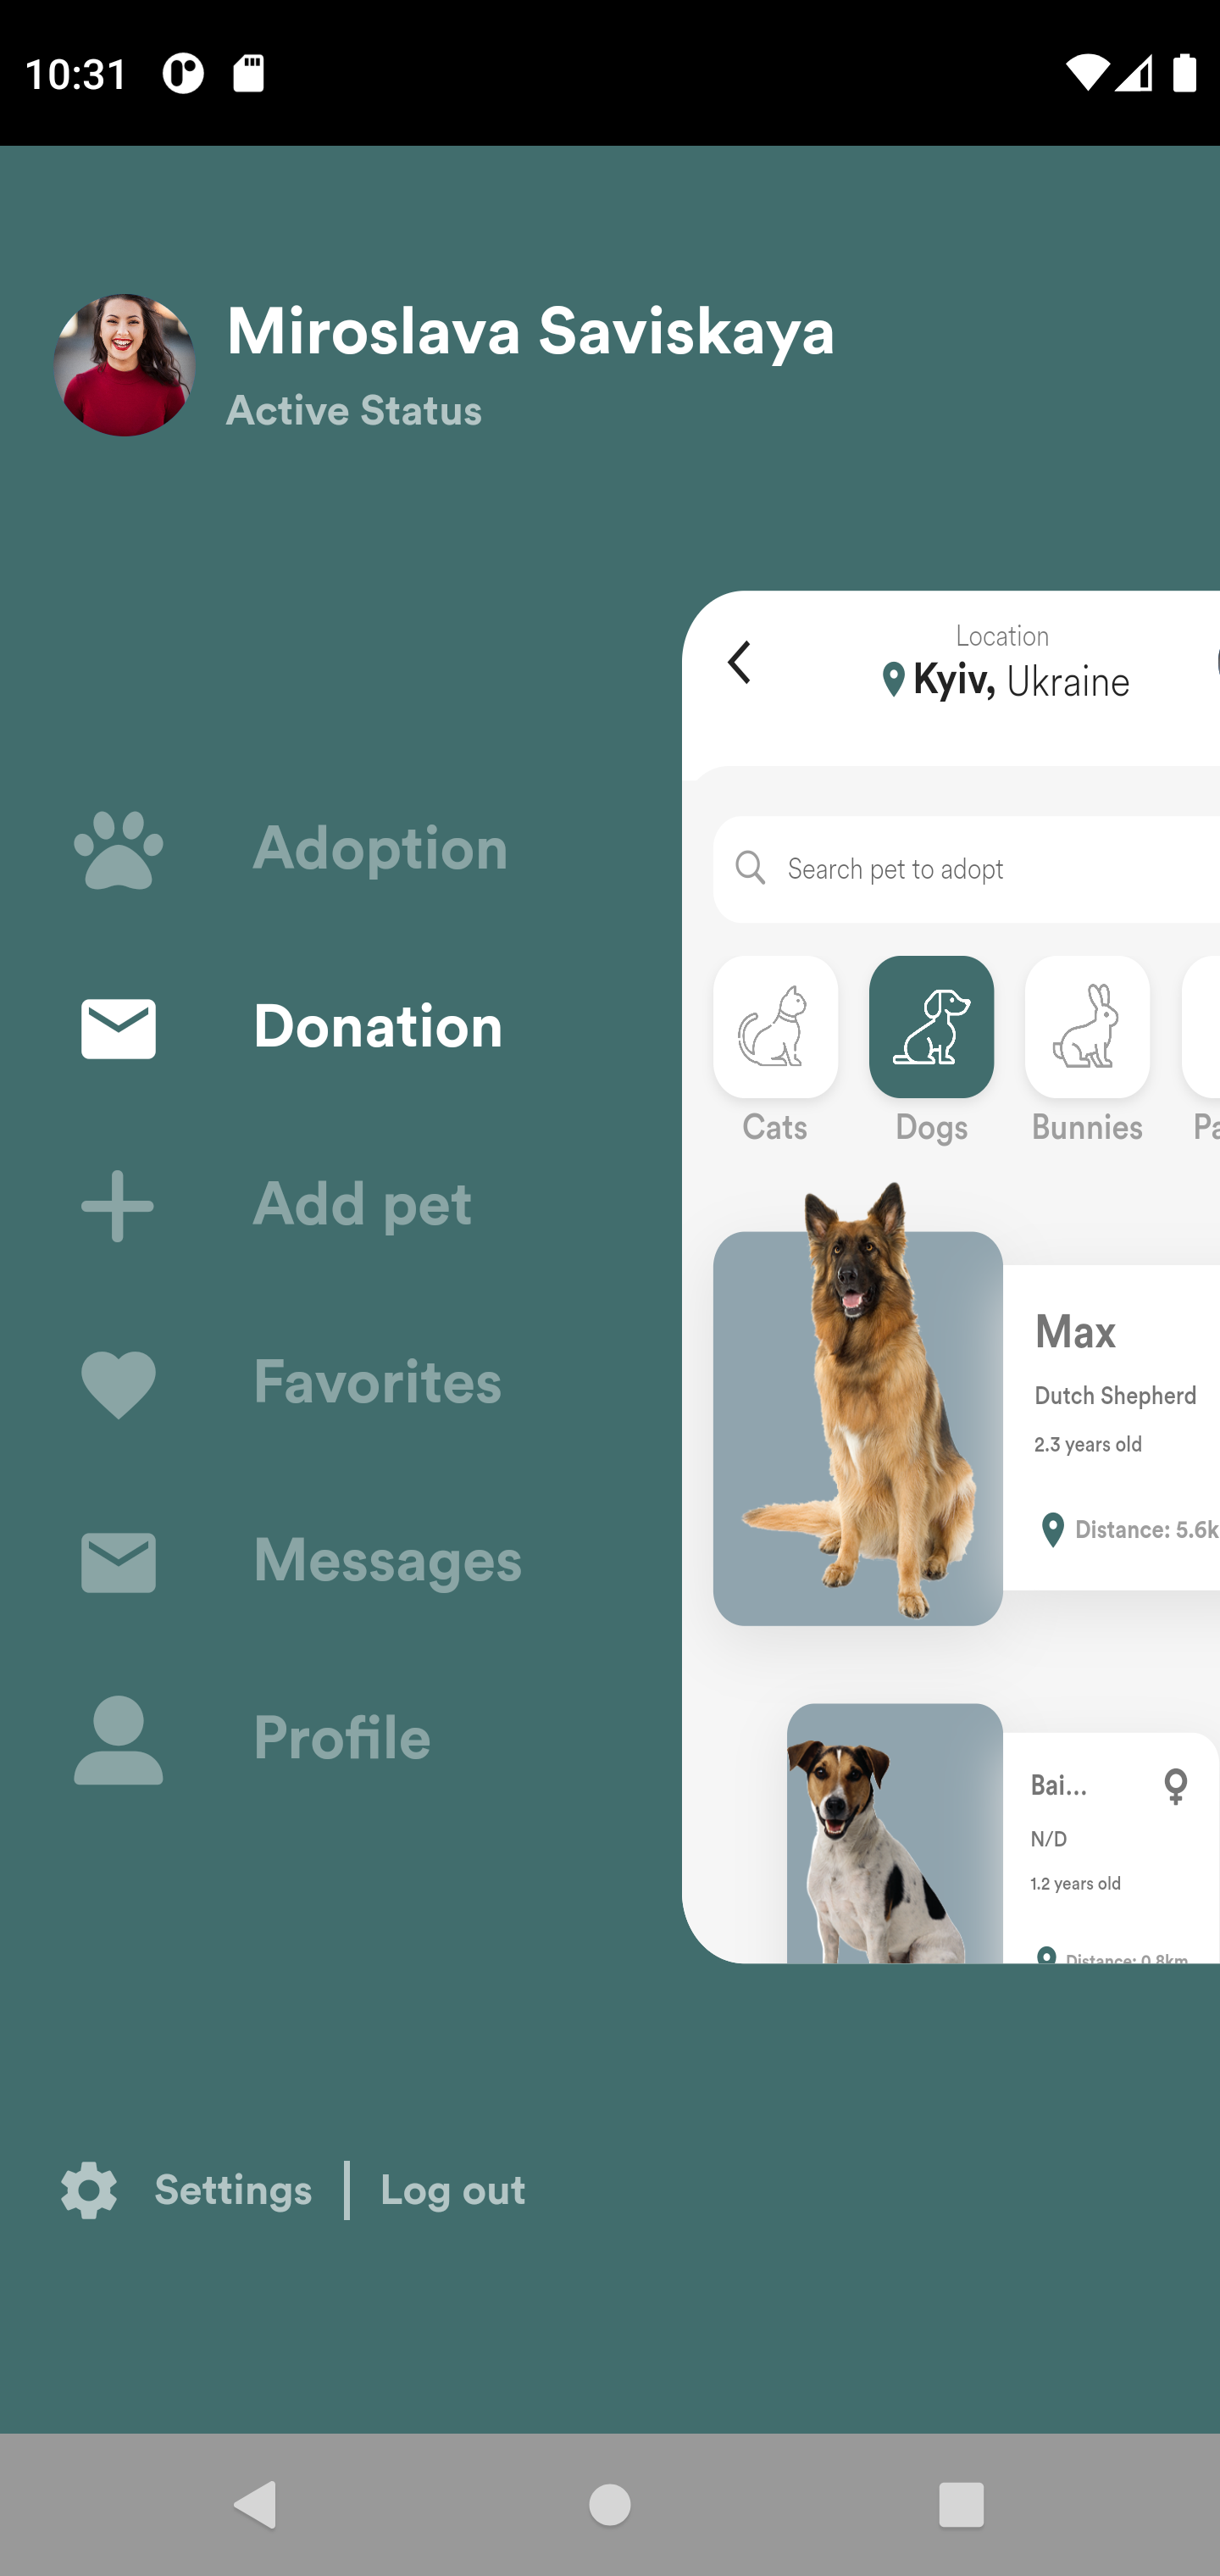 10:31
Miroslava Saviskaya
Active Status
Adoption
Donation
Add pet
Favorites
Messages
Profile
Settings | Log out
Location
Kyiv, Ukraine
Search pet to adopt
Cats
Dogs
Bunnies
Pa
Max
Dutch Shepherd
2.3 years old
Distance: 5.6k
Bai...
N/D
1.2 years old
Distance: 0.8km